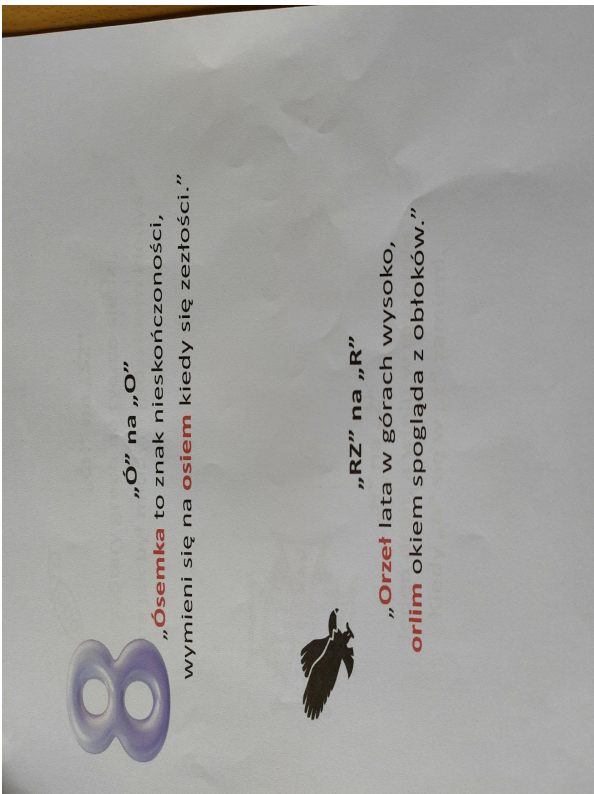 „Ó” na „O”
„Ósemka to znak nieskończoności,
wymieni się na osiem kiedy się zezłości.”
„RZ” na „R”
„Orzeł lata w górach wysoko,
orlim okiem spogląda z obłoków.”